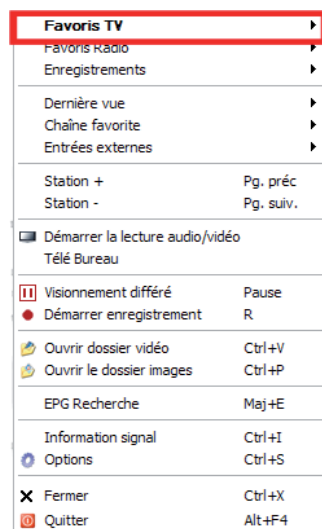 Favoris TV
Favoris Radio
Enregistrements
Dernière vue
Chaîne favorite
Entrées externes
Station + Pg. préc
Station - Pg. suiv.
Démarrer la lecture audio/vidéo
Télé Bureau
Visionnement différé Pause
Démarrer enregistrement R
Ouvrir dossier vidéo Ctrl+V
Ouvrir le dossier images Ctrl+P
EPG Recherche Maj+E
Information signal Ctrl+I
Options Ctrl+S
Fermer Ctrl+X
Quitter Alt+F4